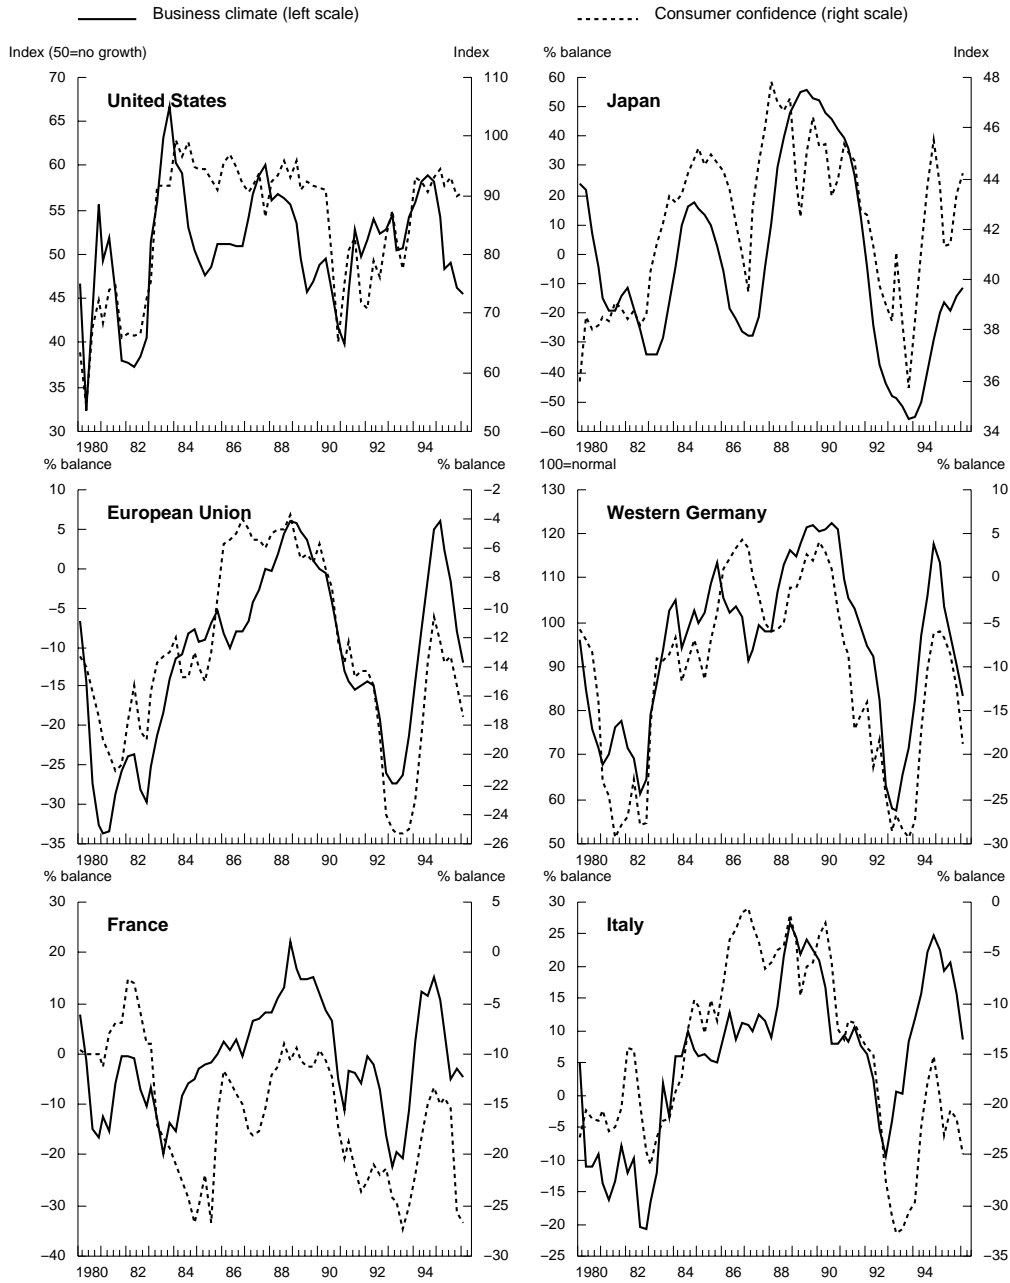 Business climate (left scale) Consumer confidence (right scale)
Index (50=no growth) Index % balance Index
United States Japan
70 110 60 48
65 100 50 46
60 90 40 44
55 80 30 42
50 70 20 40
45 60 10 38
40 50 0 36
35 −10 34
30 −20
−30
−40
−50
−60
1980 82 84 86 88 90 92 94 1980 82 84 86 88 90 92 94
% balance % balance 100=normal % balance
European Union Western Germany
10 −2 130 10
5 −4 120 5
0 −6 110 0
−5 −8 100 −5
−10 −10 90 −10
−15 −12 80 −15
−20 −14 70 −20
−25 −16 60 −25
−30 −18 50 −30
−35 −20
−22
−24
−26
1980 82 84 86 88 90 92 94 1980 82 84 86 88 90 92 94
% balance % balance % balance % balance
France Italy
30 5 30 0
20 0 25 −5
10 −5 20 −10
0 −10 15 −15
−10 −15 10 −20
−20 −20 5 −25
−30 −25 0 −30
−40 −30 −5 −35
−10
−15
−20
−25
1980 82 84 86 88 90 92 94 1980 82 84 86 88 90 92 94